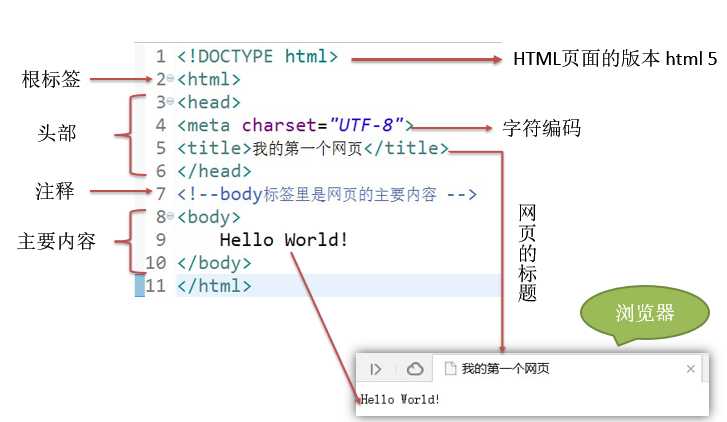 1 <!DOCTYPE html>
HTML页面的版本 html 5
根标签
2 <html>
3 <head>
头部
4 <meta charset="UTF-8">
字符编码
5 <title>我的第一个网页</title>
6 </head>
注释
7 <!--body标签里是网页的主要内容 -->
8 <body>
主要内容
9 Hello World!
10 </body>
11 </html>
网页的标题
浏览器
我的第一个网页
Hello World!